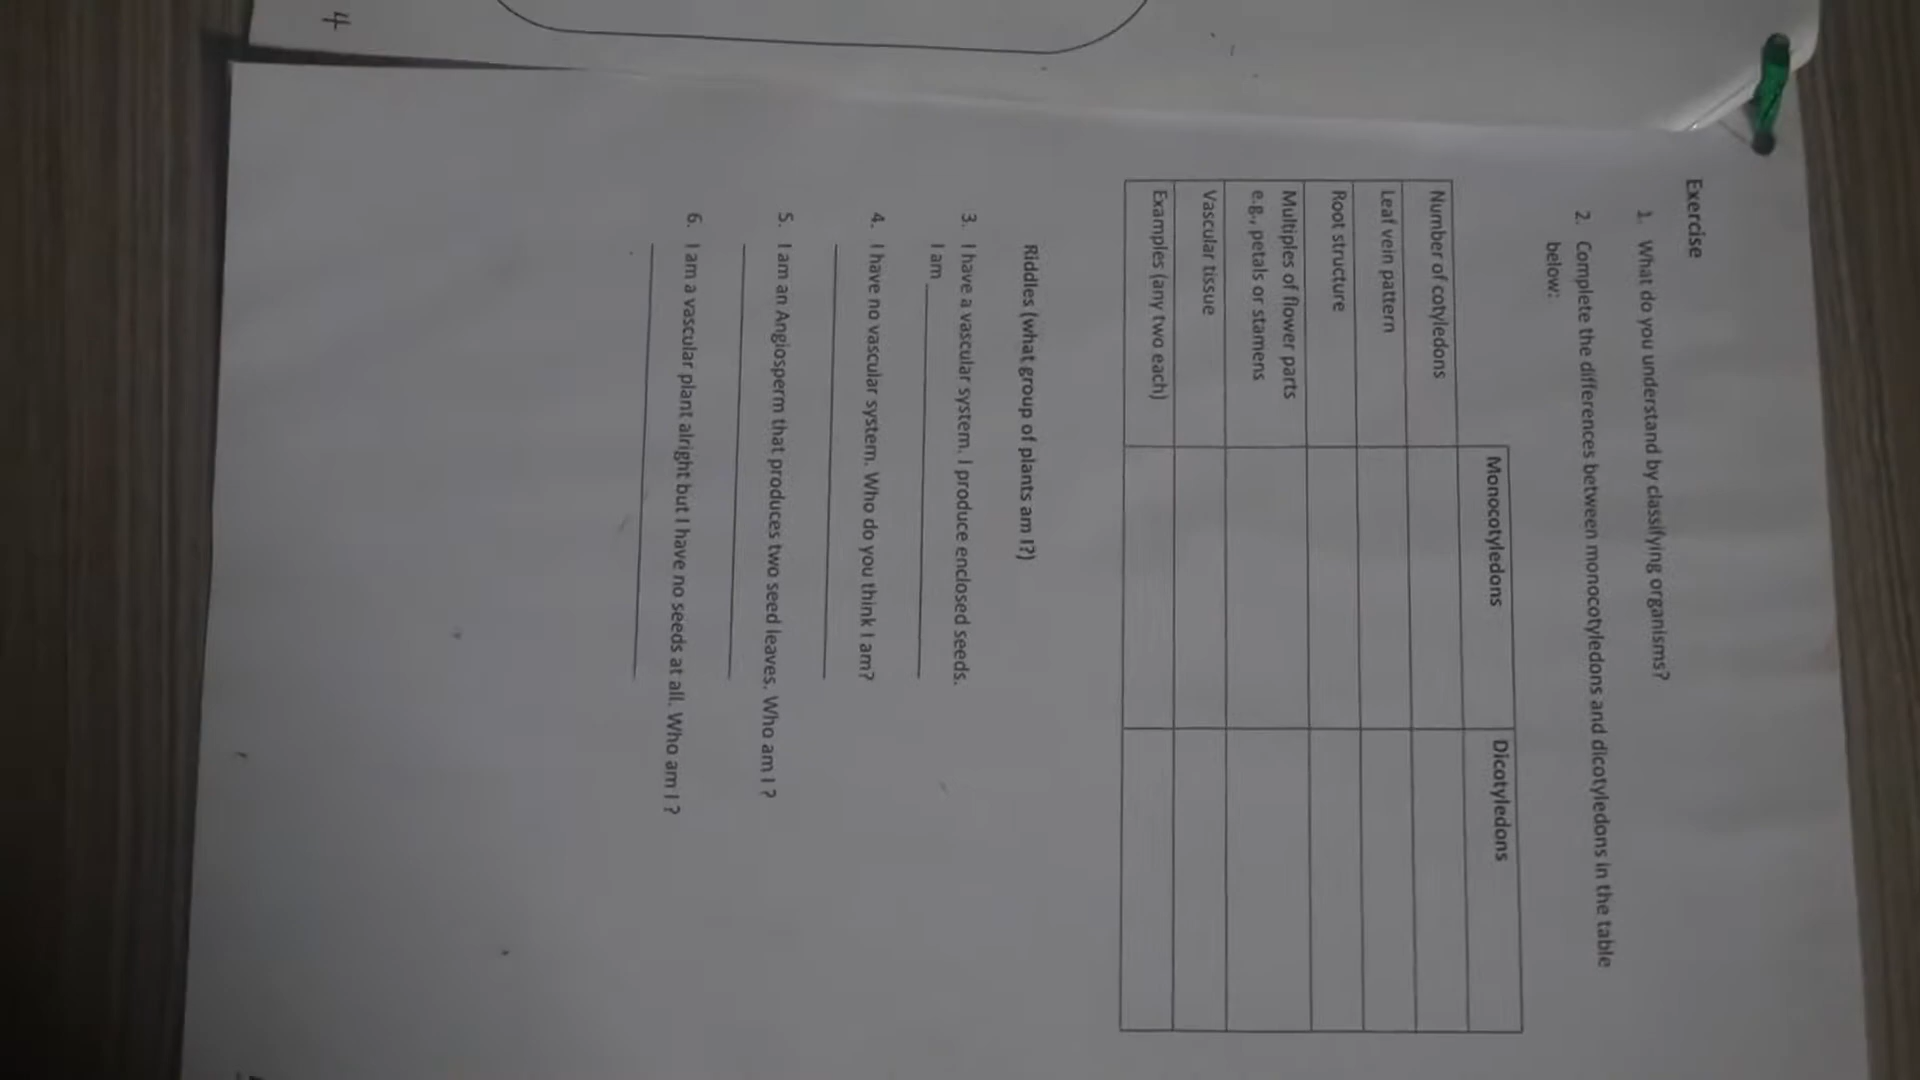 4
Exercise
1. What do you understand by classifying organisms?
2. Complete the differences between monocotyledons and dicotyledons in the table
below:
Monocotyledons Dicotyledons
Number of cotyledons
Leaf vein pattern
Root structure
Multiples of flower parts
e.g., petals or stamens
Vascular tissue
Examples (any two each)
Riddles (what group of plants am I?)
3. I have a vascular system. I produce enclosed seeds.
I am
4. I have no vascular system. Who do you think I am?
5. I am an Angiosperm that produces two seed leaves. Who am I ?
6. I am a vascular plant alright but I have no seeds at all. Who am I ?